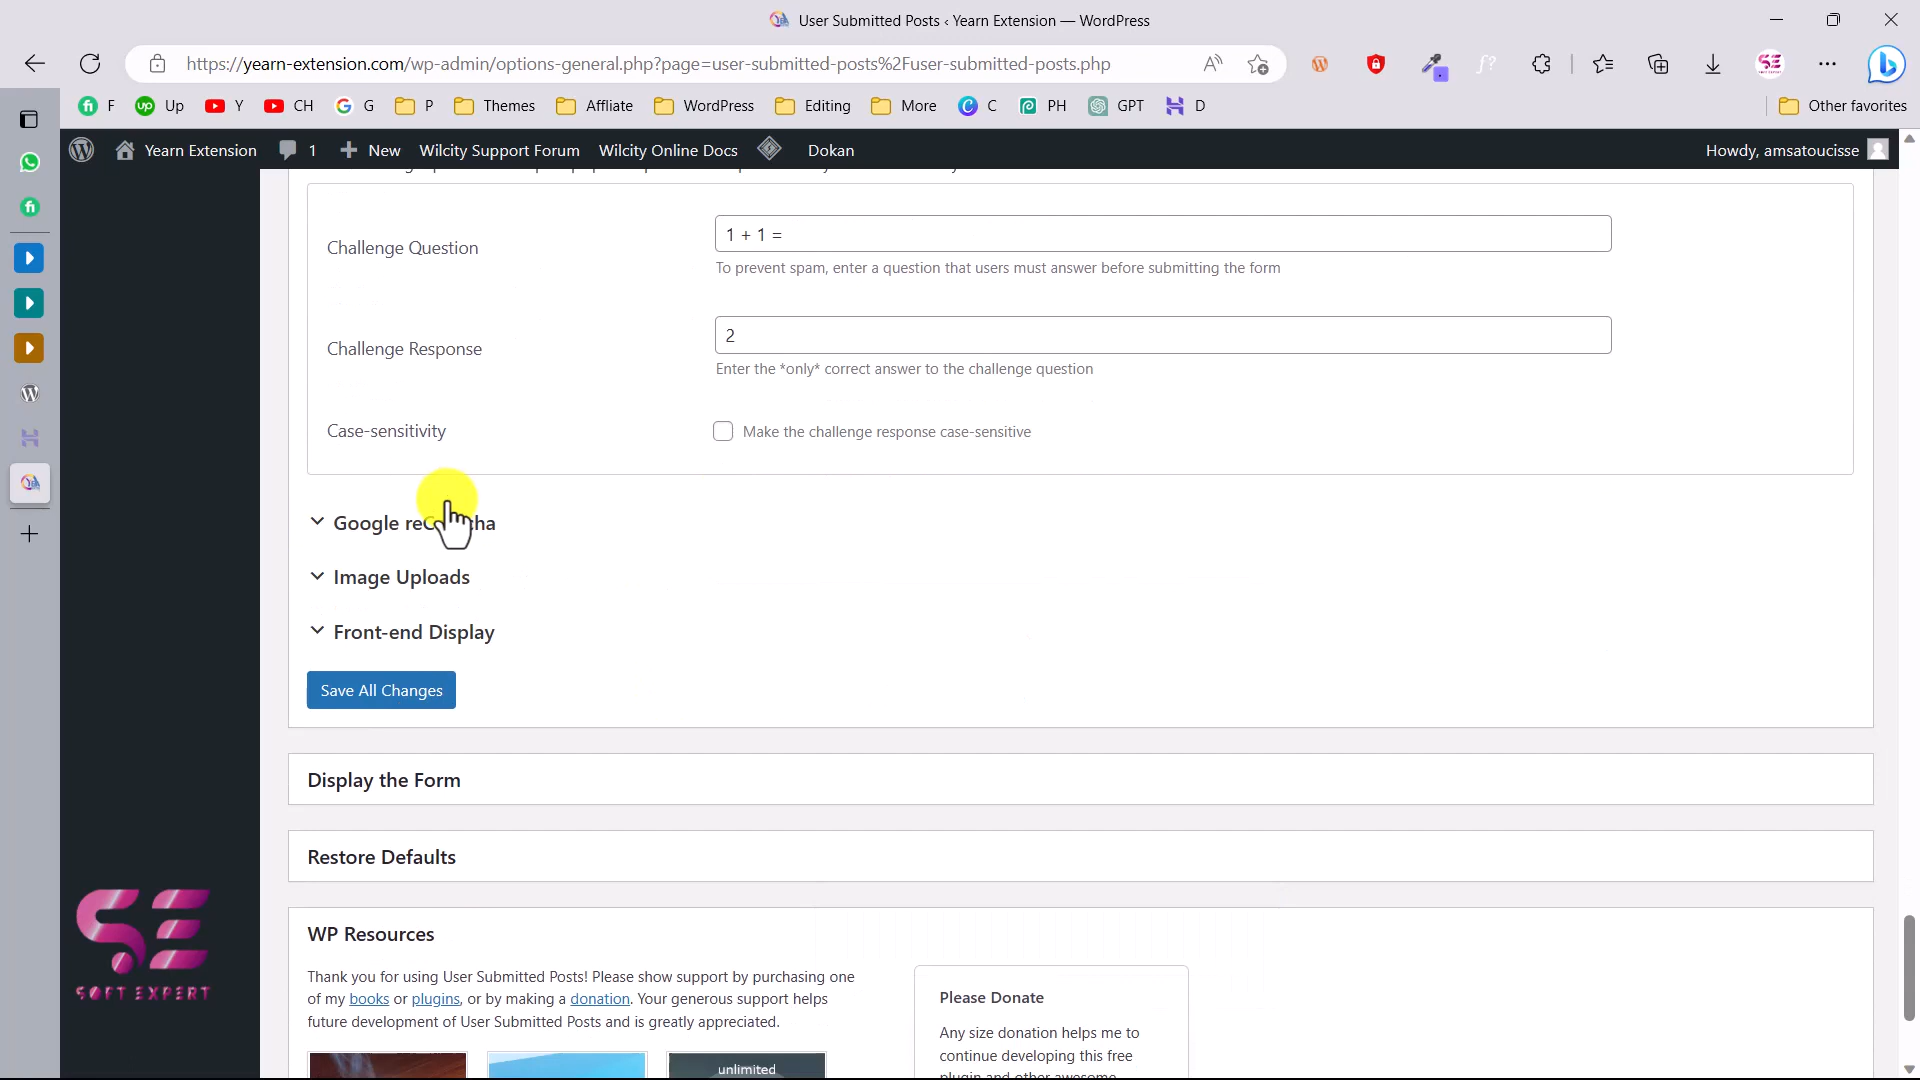 User Submitted Posts ‹ Yearn Extension — WordPress
https://yearn-extension.com/wp-admin/options-general.php?page=user-submitted-posts%2Fuser-submitted-posts.php
F Up Y CH G P Themes Affliate WordPress Editing More C PH GPT D Other favorites
Yearn Extension 1 New Wilcity Support Forum Wilcity Online Docs Dokan Howdy, amsatoucisse
Challenge Question
1 + 1 =
To prevent spam, enter a question that users must answer before submitting the form
Challenge Response
2
Enter the *only* correct answer to the challenge question
Case-sensitivity
Make the challenge response case-sensitive
Google
Image Uploads
Front-end Display
Save All Changes
Display the Form
Restore Defaults
WP Resources
Thank you for using User Submitted Posts! Please show support by purchasing one
of my books or plugins, or by making a donation. Your generous support helps
future development of User Submitted Posts and is greatly appreciated.
Please Donate
Any size donation helps me to
continue developing this free
plugin and other awesome
unlimited
SE
SOFT EXPERT